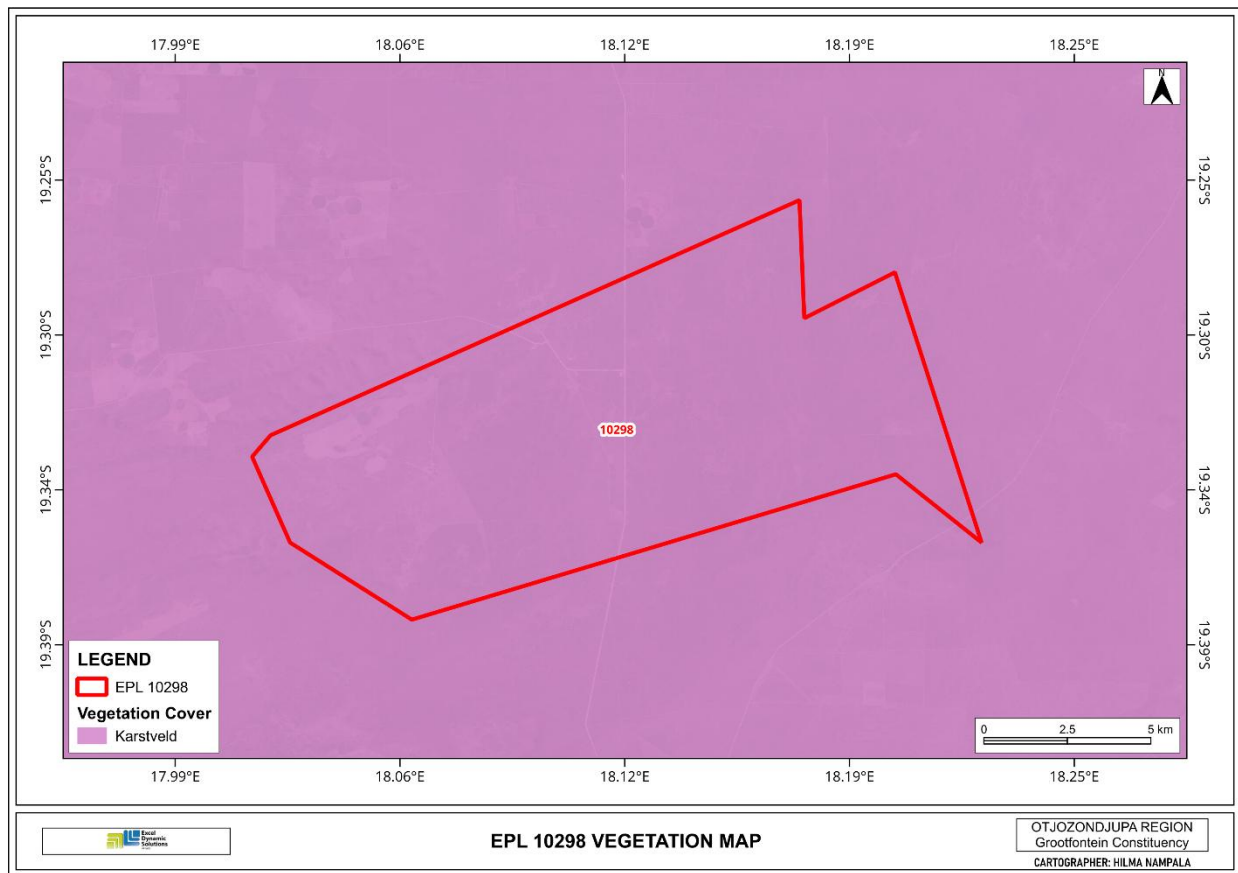 17.99°E 18.06°E 18.12°E 18.19°E 18.25°E
N
19.25°S 19.25°S
19.30°S 19.30°S
10298
19.34°S 19.34°S
19.39°S 19.39°S
LEGEND
EPL 10298
Vegetation Cover
Karstveld
0 2.5 5 km
17.99°E 18.06°E 18.12°E 18.19°E 18.25°E
Excel
Dynamic
Solutions
EPL 10298 VEGETATION MAP
OTJOZONDJUPA REGION
Grootfontein Constituency
CARTOGRAPHER: HILMA NAMPALA